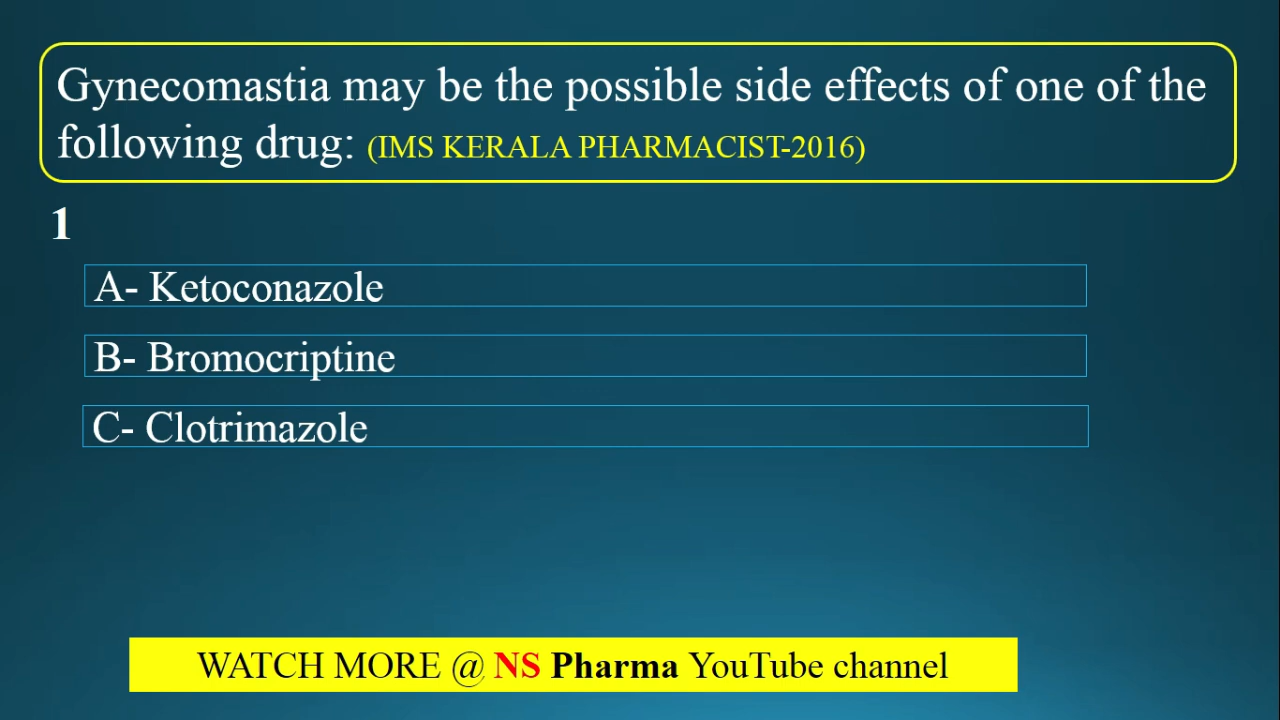 Gynecomastia may be the possible side effects of one of the
following drug: (IMS KERALA PHARMACIST-2016)
1
A- Ketoconazole
B- Bromocriptine
C- Clotrimazole
WATCH MORE @ NS Pharma YouTube channel